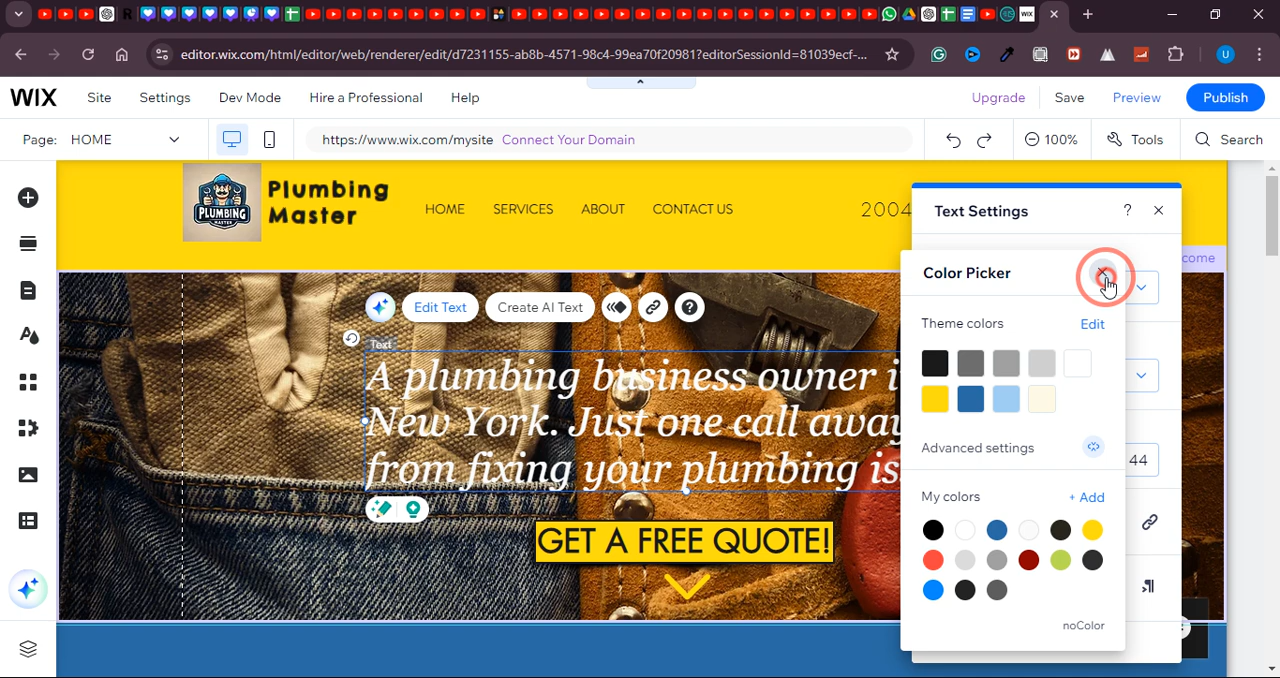 editor.wix.com/html/editor/web/renderer/edit/d7231155-ab8b-4571-98c4-99ea70f20981?editorSessionId=81039ecf-...
WIX
Site
Settings
Dev Mode
Hire a Professional
Help
Upgrade
Save
Preview
Publish
Page: HOME
https://www.wix.com/mysite
Connect Your Domain
100%
Tools
Search
PLUMBING
MASTER
Plumbing
Master
HOME
SERVICES
ABOUT
CONTACT US
2004
Text Settings
?
come
Color Picker
Theme colors
Edit
Advanced settings
44
My colors
+ Add
noColor
Edit Text
Create AI Text
Text
A plumbing business owner i
New York. Just one call away
from fixing your plumbing is
GET A FREE QUOTE!